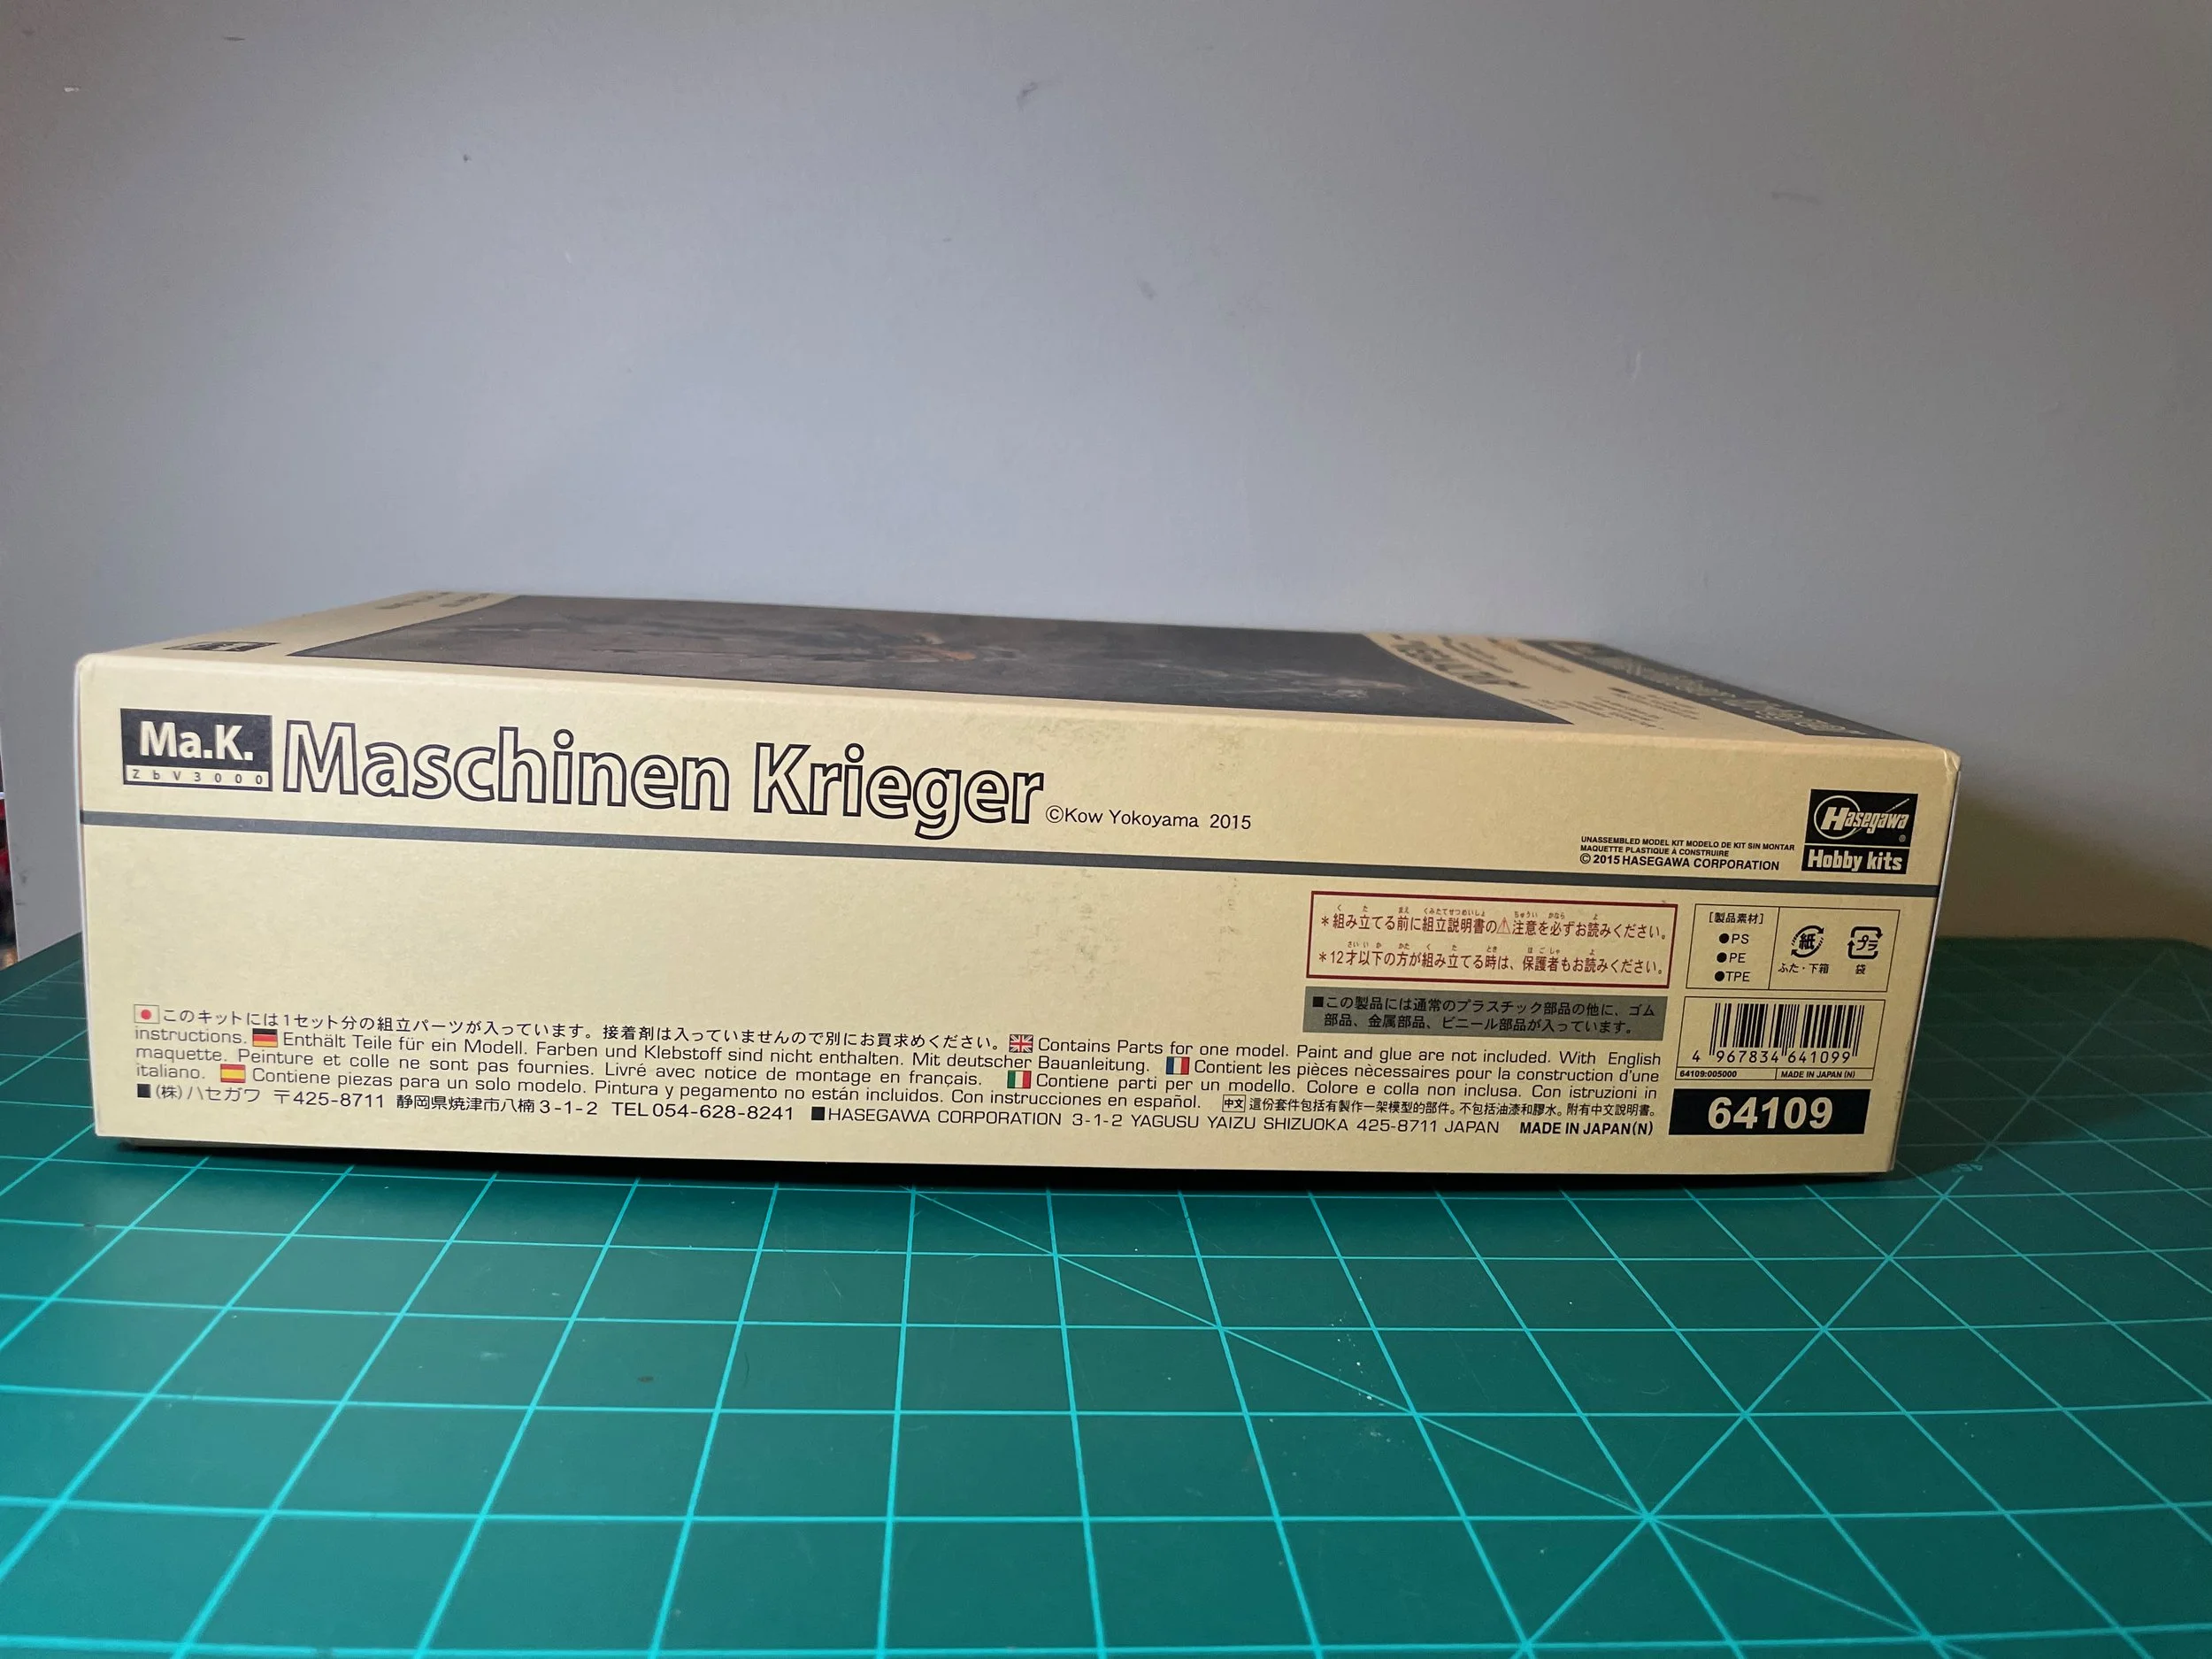 Ma.K.
ZbV3000
Maschinen Krieger
©Kow Yokoyama 2015
UNASSEMBLED MODEL KIT MODELO DE KIT SIN MONTAR
MAQUETTE PLASTIQUE À CONSTRUIRE
©2015 HASEGAWA CORPORATION
Hasegawa®
Hobby kits
*組み立てる前に組立説明書の⚠注意を必ずお読みください。
*12才以下の方が組み立てる時は、保護者もお読みください。
■この製品には通常のプラスチック部品の他に、ゴム
部品、金属部品、ビニール部品が入っています。
[製品素材]
●PS
●PE
●TPE
紙
ふた・下箱
プラ
袋
4 967834 641099
64109:005000
MADE IN JAPAN (N)
64109
このキットには1セット分の組立パーツが入っています。接着剤は入っていませんので別にお買求めください。 Contains Parts for one model. Paint and glue are not included. With English
instructions. Enthält Teile für ein Modell. Farben und Klebstoff sind nicht enthalten. Mit deutscher Bauanleitung. Contient les pièces nècessaires pour la construction d'une
maquette. Peinture et colle ne sont pas fournies. Livré avec notice de montage en français. Contiene parti per un modello. Colore e colla non inclusa. Con istruzioni in
italiano. Contiene piezas para un solo modelo. Pintura y pegamento no están incluidos. Con instrucciones en español. 中文 這份套件包括有製作一架模型的部件。不包括油漆和膠水。附有中文說明書。
■(株)ハセガワ 〒425-8711 静岡県焼津市八楠3-1-2 TEL 054-628-8241 ■HASEGAWA CORPORATION 3-1-2 YAGUSU YAIZU SHIZUOKA 425-8711 JAPAN MADE IN JAPAN(N)